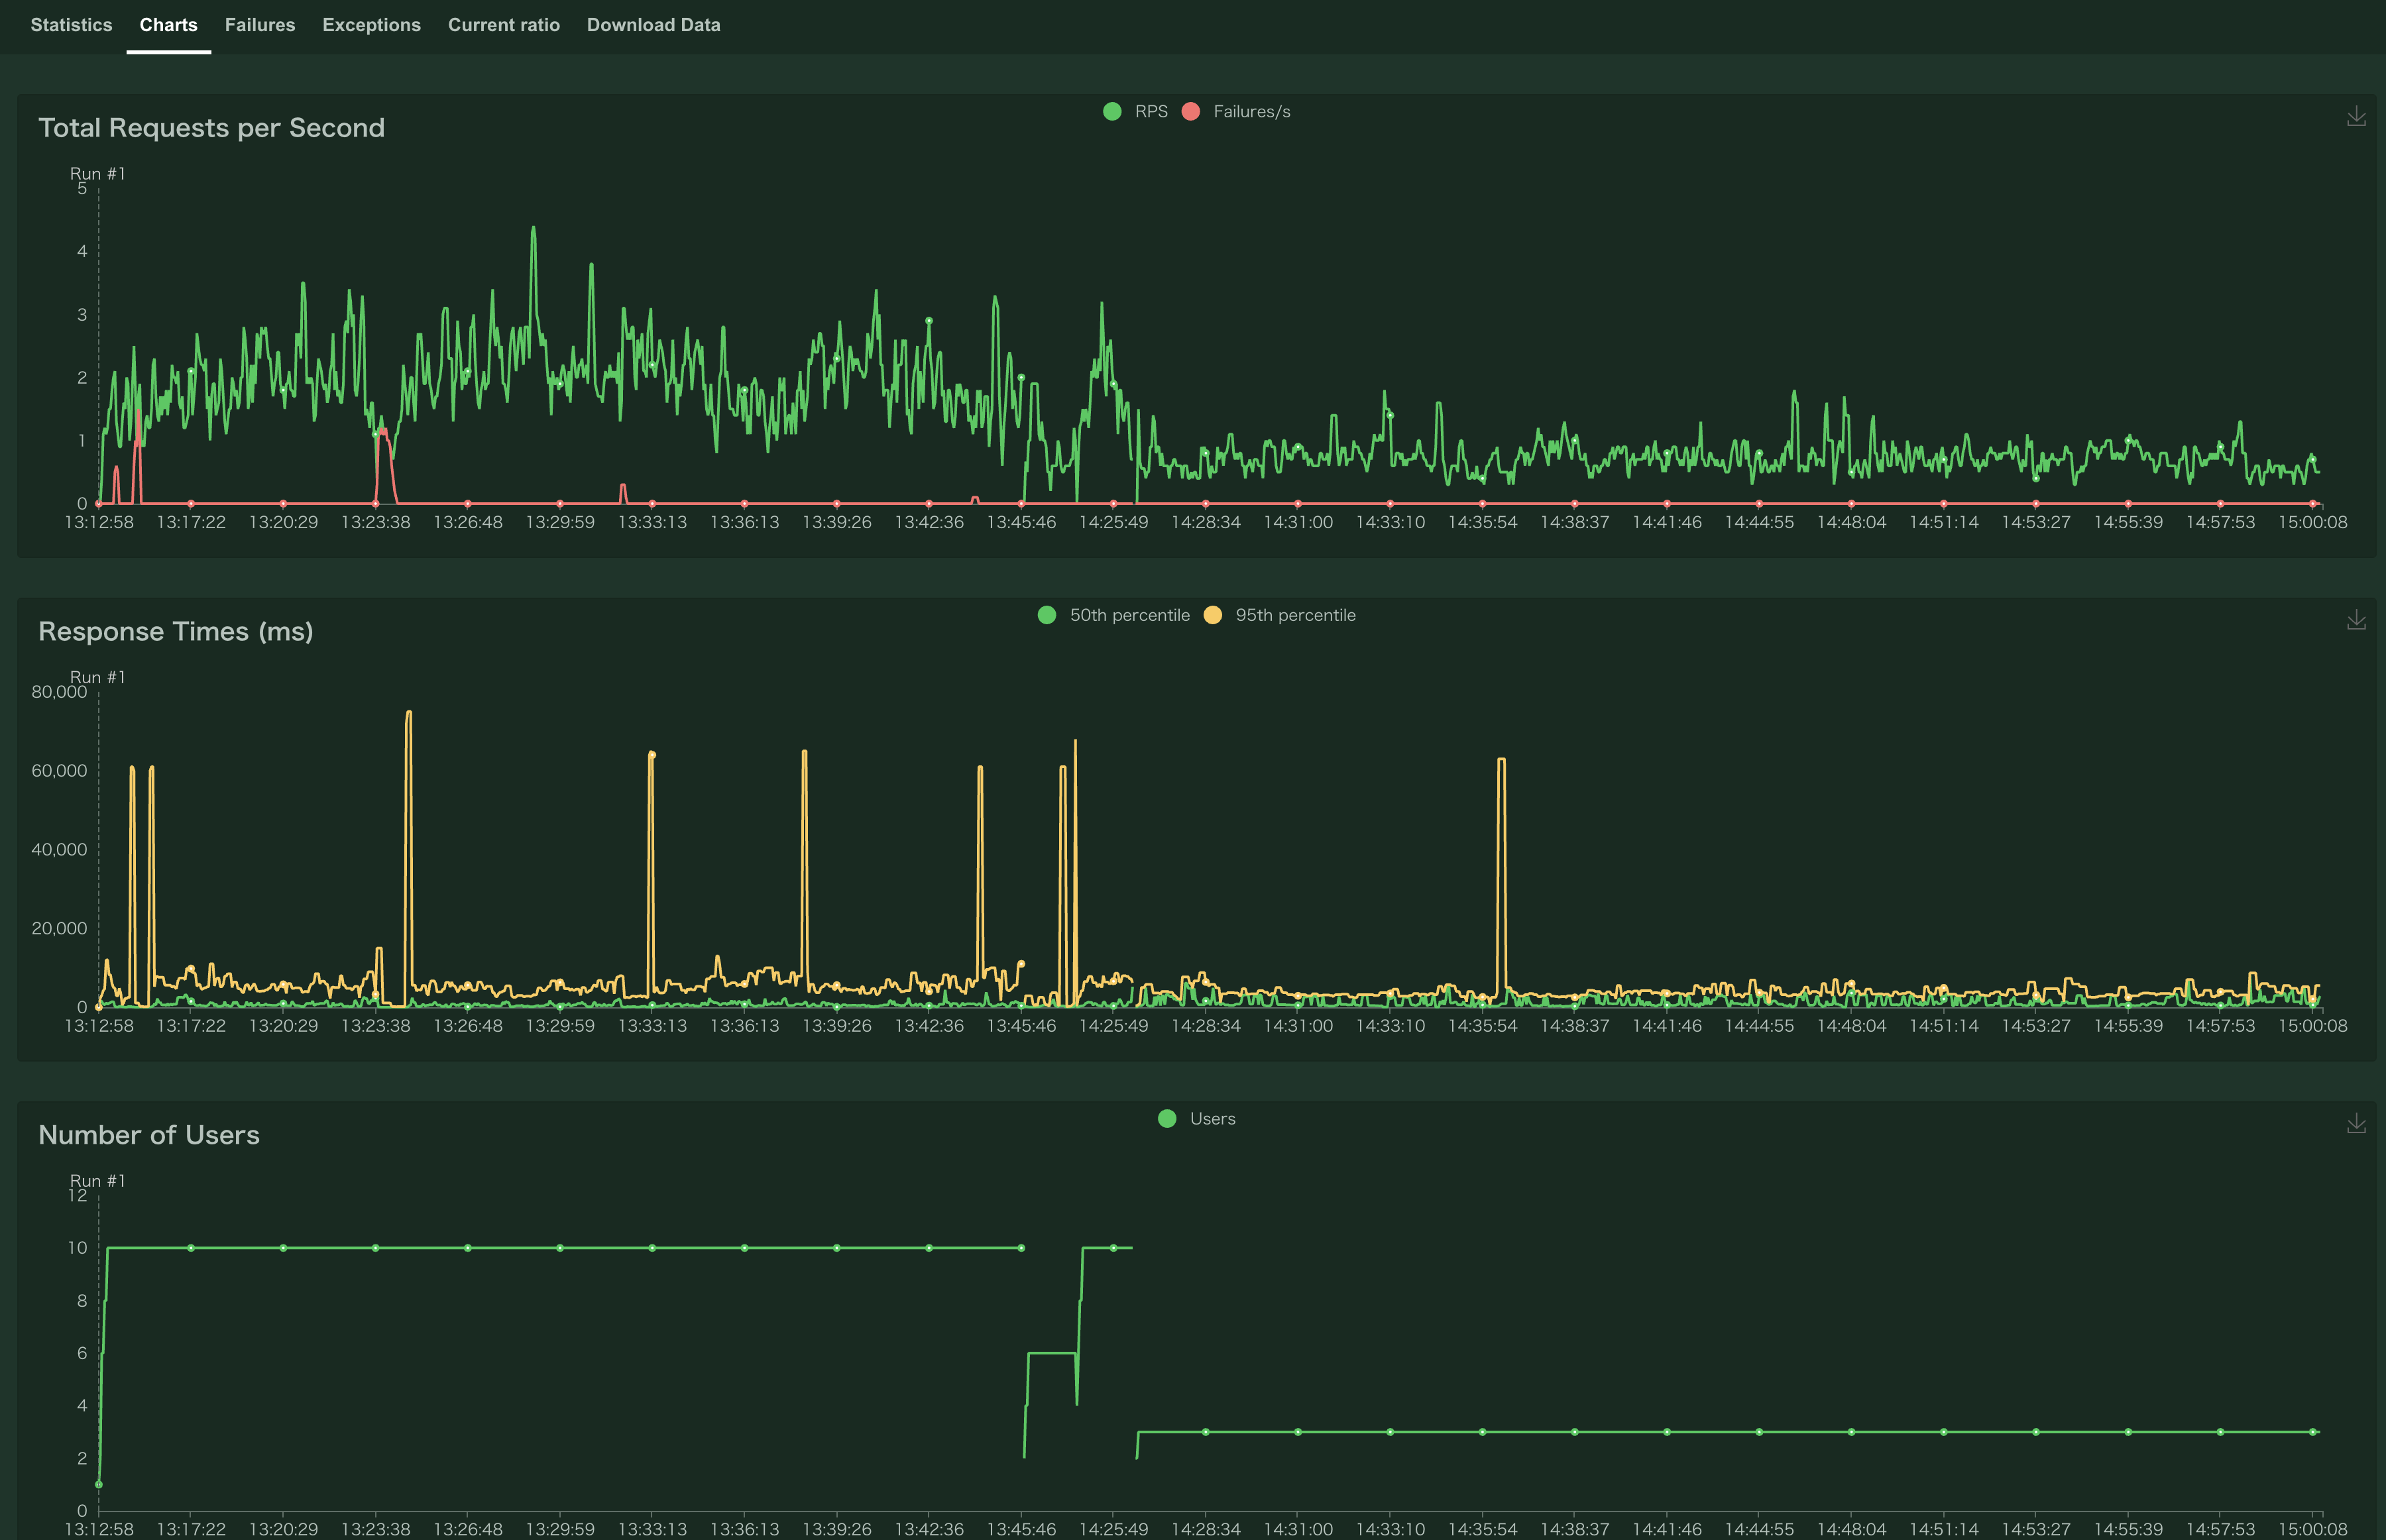 Statistics Charts Failures Exceptions Current ratio Download Data
Total Requests per Second
RPS Failures/s
Run #1
5
4
3
2
1
0
13:12:58 13:17:22 13:20:29 13:23:38 13:26:48 13:29:59 13:33:13 13:36:13 13:39:26 13:42:36 13:45:46 14:25:49 14:28:34 14:31:00 14:33:10 14:35:54 14:38:37 14:41:46 14:44:55 14:48:04 14:51:14 14:53:27 14:55:39 14:57:53 15:00:08
Response Times (ms)
50th percentile 95th percentile
Run #1
80,000
60,000
40,000
20,000
0
13:12:58 13:17:22 13:20:29 13:23:38 13:26:48 13:29:59 13:33:13 13:36:13 13:39:26 13:42:36 13:45:46 14:25:49 14:28:34 14:31:00 14:33:10 14:35:54 14:38:37 14:41:46 14:44:55 14:48:04 14:51:14 14:53:27 14:55:39 14:57:53 15:00:08
Number of Users
Users
Run #1
12
10
8
6
4
2
0
13:12:58 13:17:22 13:20:29 13:23:38 13:26:48 13:29:59 13:33:13 13:36:13 13:39:26 13:42:36 13:45:46 14:25:49 14:28:34 14:31:00 14:33:10 14:35:54 14:38:37 14:41:46 14:44:55 14:48:04 14:51:14 14:53:27 14:55:39 14:57:53 15:00:08